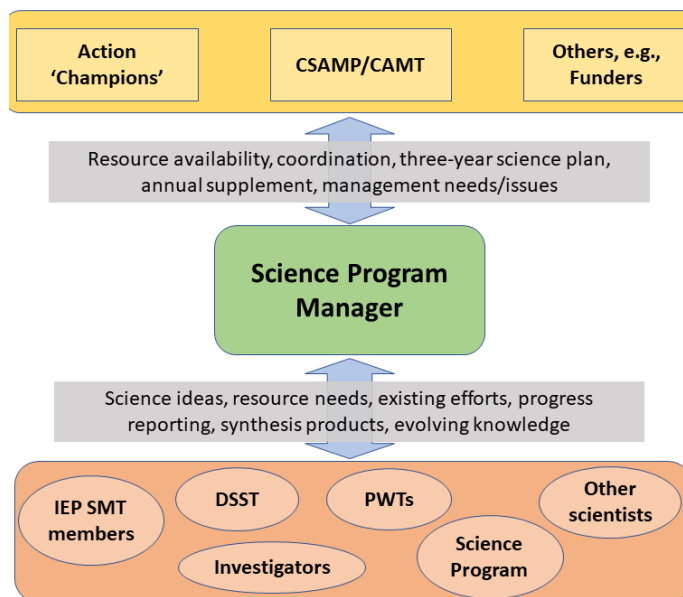 Action
‘Champions’
CSAMP/CAMT
Others, e.g.,
Funders
Resource availability, coordination, three-year science plan,
annual supplement, management needs/issues
Science Program
Manager
Science ideas, resource needs, existing efforts, progress
reporting, synthesis products, evolving knowledge
IEP SMT
members
DSST
PWTs
Other
scientists
Investigators
Science
Program